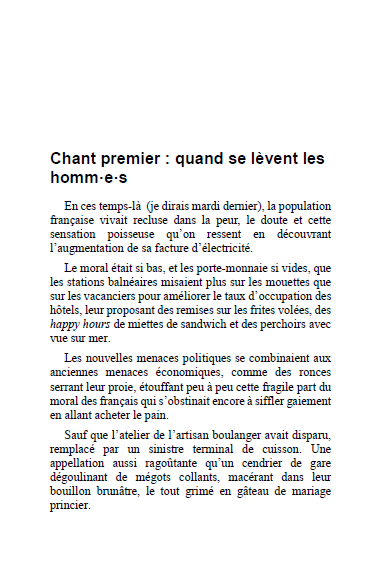 Chant premier : quand se lèvent les
homm·e·s
En ces temps-là (je dirais mardi dernier), la population
française vivait recluse dans la peur, le doute et cette
sensation poisseuse qu’on ressent en découvrant
l’augmentation de sa facture d’électricité.
Le moral était si bas, et les porte-monnaie si vides, que
les stations balnéaires misaient plus sur les mouettes que
sur les vacanciers pour améliorer le taux d’occupation des
hôtels, leur proposant des remises sur les frites volées, des
happy hours de miettes de sandwich et des perchoirs avec
vue sur mer.
Les nouvelles menaces politiques se combinaient aux
anciennes menaces économiques, comme des ronces
serrant leur proie, étouffant peu à peu cette fragile part du
moral des français qui s’obstinait encore à siffler gaiement
en allant acheter le pain.
Sauf que l’atelier de l’artisan boulanger avait disparu,
remplacé par un sinistre terminal de cuisson. Une
appellation aussi ragoûtante qu’un cendrier de gare
dégoulinant de mégots collants, macérant dans leur
bouillon brunâtre, le tout grimé en gâteau de mariage
princier.